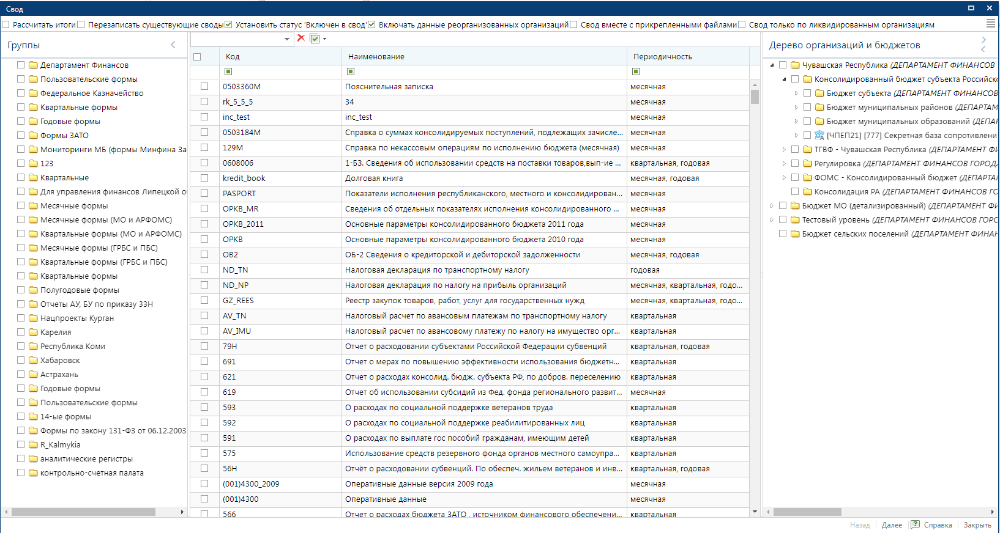 Свод
Рассчитать итоги Перезаписать существующие своды Установить статус 'Включен в свод' Включать данные реорганизованных организаций Свод вместе с прикрепленными файлами Свод только по ликвидированным организациям
Группы
Департамент Финансов
Пользовательские формы
Федеральное Казначейство
Квартальные формы
Годовые формы
Формы ЗАТО
Мониторинги МБ (формы Минфина За
123
Квартальные
Для управления финансов Липецкой о
Месячные формы
Месячные формы (МО и АРФОМС)
Квартальные формы (МО и АРФОМС)
Месячные формы (ГРБС и ПБС)
Квартальные формы (ГРБС и ПБС)
Квартальные формы
Полугодовые формы
Отчеты АУ, БУ по приказу 33Н
Нацпроекты Курган
Карелия
Республика Коми
Хабаровск
Астрахань
Годовые формы
Пользовательские формы
14-ые формы
Формы по закону 131-ФЗ от 06.12.2003
R_Kalmykia
аналитические регистры
контрольно-счетная палата
Код Наименование Периодичность
0503360M Пояснительная записка месячная
rk_5_5_5 34 месячная
inc_test inc_test месячная
0503184M Справка о суммах консолидируемых поступлений, подлежащих зачисле... месячная
129M Справка по некассовым операциям по исполнению бюджета (месячная) месячная
0608006 1-БЗ. Сведения об использовании средств на поставки товаров,вып-ие ... квартальная, годовая
kredit_book Долговая книга месячная, годовая
PASPORT Показатели исполнения республиканского, местного и консолидирован... месячная
OPKB_MR Сведения об отдельных показателях исполнения консолидированного ... месячная
OPKB_2011 Основные параметры консолидированного бюджета 2011 года месячная
OPKB Основные параметры консолидированного бюджета 2010 года месячная
OB2 ОБ-2 Сведения о кредиторской и дебиторской задолженности месячная, годовая
ND_TN Налоговая декларация по транспортному налогу годовая
ND_NP Налоговая декларация по налогу на прибыль организаций месячная, квартальная, годо...
GZ_REES Реестр закупок товаров, работ, услуг для государственных нужд месячная, квартальная, годо...
AV_TN Налоговый расчет по авансовым платежам по транспортному налогу квартальная
AV_IMU Налоговый расчет по авансовому платежу по налогу на имущество орг... квартальная
79H Отчет о расходовании субъектами Российской Федерации субвенций квартальная, годовая
691 Отчет о мерах по повышению эффективности использования бюджетн... квартальная
621 Отчет о расходах консолид. бюдж. субъекта РФ, по добров. переселению квартальная
619 Отчет об использовании субсидий из Фед. фонда регионального развит... месячная
593 О расходах по социальной поддержке ветеранов труда квартальная
592 О расходах по социальной поддержке реабилитированных лиц квартальная
591 О расходах по выплате гос пособий гражданам, имеющим детей квартальная
575 Использование средств резервного фонда органов местного самоупра... квартальная
56H Отчёт о расходовании субвенций. По обеспеч. жильем ветеранов и инв... квартальная, годовая
(001)4300_2009 Оперативные данные версия 2009 года месячная
(001)4300 Оперативные данные месячная
566 Отчет о расходах бюджета ЗАТО , источником финансового обеспечени... квартальная
Дерево организаций и бюджетов
Чувашская Республика (ДЕПАРТАМЕНТ ФИНАНСОВ
Консолидированный бюджет субъекта Российско
Бюджет субъекта (ДЕПАРТАМЕНТ ФИНАНСОВ
Бюджет муниципальных районов (ДЕПАРТАМ
Бюджет муниципальных образований (ДЕПА
[ЧПЕП21] [777] Секретная база сопротивлени
ТГВФ - Чувашская Республика (ДЕПАРТАМЕНТ ФИ
Регулировка (ДЕПАРТАМЕНТ ФИНАНСОВ ГОРОДА
ФОМС - Консолидированный бюджет (ДЕПАРТА
Консолидация РА (ДЕПАРТАМЕНТ ФИНАНСОВ ГО
Бюджет МО (детализированный) (ДЕПАРТАМЕНТ ФИ
Тестовый уровень (ДЕПАРТАМЕНТ ФИНАНСОВ ГОРО
Бюджет сельских поселений (ДЕПАРТАМЕНТ ФИНАН
Назад Далее Справка Закрыть